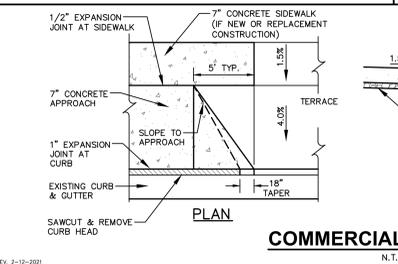 1/2" EXPANSION
JOINT AT SIDEWALK
7" CONCRETE SIDEWALK
(IF NEW OR REPLACEMENT
CONSTRUCTION)
5' TYP.
1.5%
7" CONCRETE
APPROACH
TERRACE
4.0%
SLOPE TO
APPROACH
1" EXPANSION
JOINT AT
CURB
EXISTING CURB
& GUTTER
18"
TAPER
SAWCUT & REMOVE
CURB HEAD
PLAN
COMMERCIAL
N.T.
REV. 2-12-2021